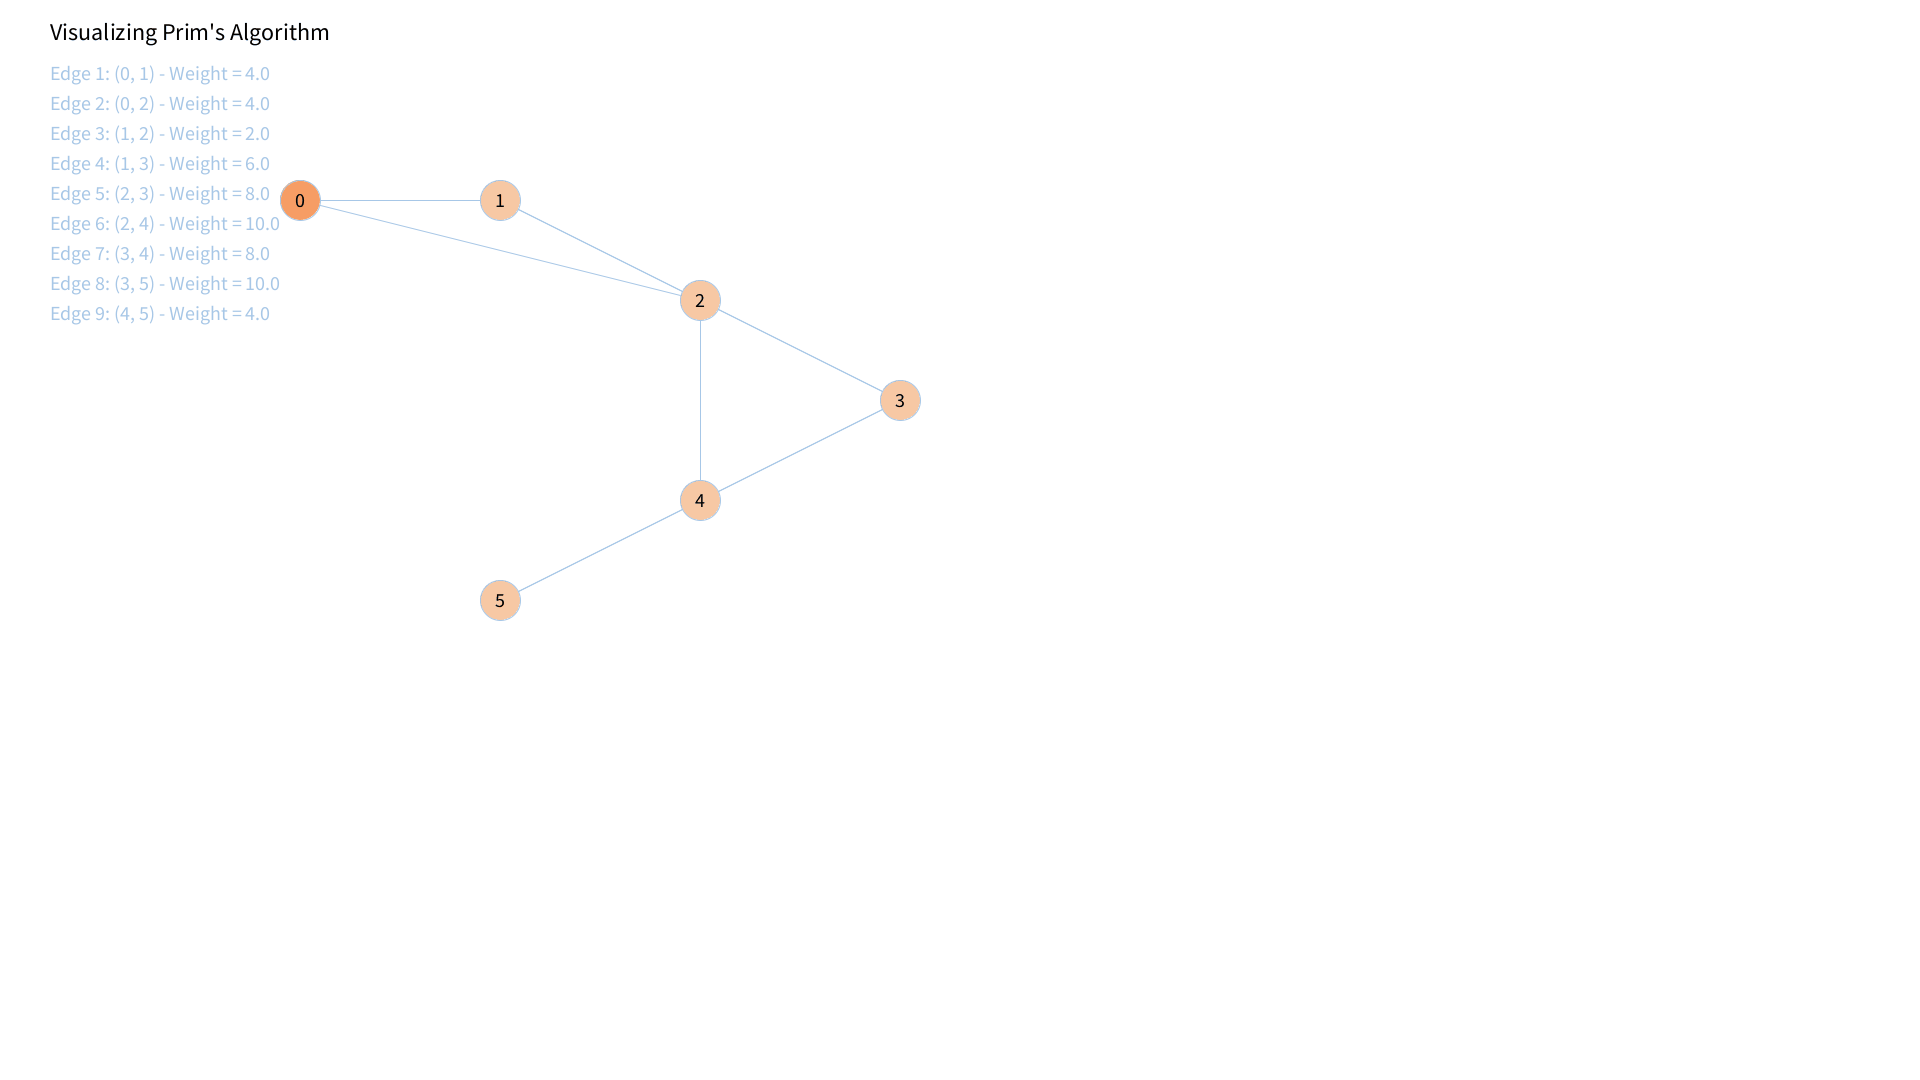 Visualizing Prim's Algorithm
Edge 1: (0, 1) - Weight = 4.0
Edge 2: (0, 2) - Weight = 4.0
Edge 3: (1, 2) - Weight = 2.0
Edge 4: (1, 3) - Weight = 6.0
Edge 5: (2, 3) - Weight = 8.0
Edge 6: (2, 4) - Weight = 10.0
Edge 7: (3, 4) - Weight = 8.0
Edge 8: (3, 5) - Weight = 10.0
Edge 9: (4, 5) - Weight = 4.0
0
1
2
3
4
5